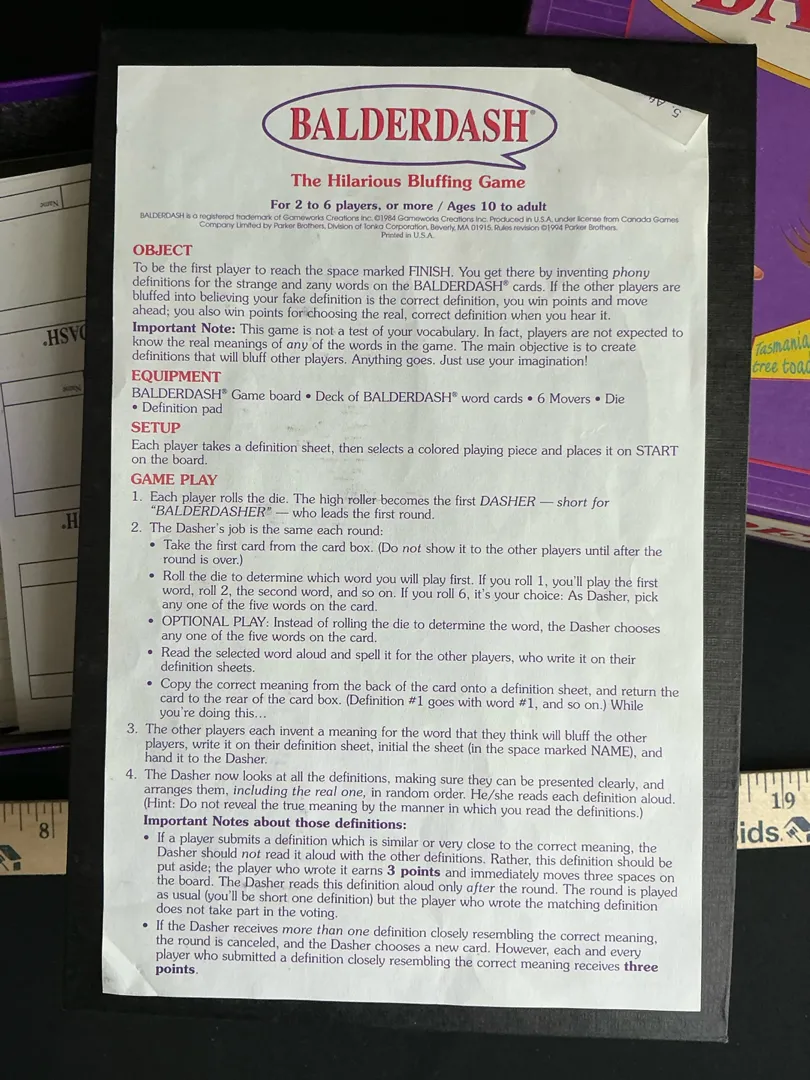 BALDERDASH®
The Hilarious Bluffing Game
For 2 to 6 players, or more / Ages 10 to adult
BALDERDASH is a registered trademark of Gameworks Creations Inc. ©1984 Gameworks Creations Inc. Produced in U.S.A. under license from Canada Games
Company Limited by Parker Brothers, Division of Tonka Corporation, Beverly, MA 01915. Rules revision ©1994 Parker Brothers.
Printed in U.S.A.
OBJECT
To be the first player to reach the space marked FINISH. You get there by inventing phony
definitions for the strange and zany words on the BALDERDASH® cards. If the other players are
bluffed into believing your fake definition is the correct definition, you win points and move
ahead; you also win points for choosing the real, correct definition when you hear it.
Important Note: This game is not a test of your vocabulary. In fact, players are not expected to
know the real meanings of any of the words in the game. The main objective is to create
definitions that will bluff other players. Anything goes. Just use your imagination!
EQUIPMENT
BALDERDASH® Game board • Deck of BALDERDASH® word cards • 6 Movers • Die
• Definition pad
SETUP
Each player takes a definition sheet, then selects a colored playing piece and places it on START
on the board.
GAME PLAY
1. Each player rolls the die. The high roller becomes the first DASHER — short for
"BALDERDASHER" — who leads the first round.
2. The Dasher's job is the same each round:
• Take the first card from the card box. (Do not show it to the other players until after the
round is over.)
• Roll the die to determine which word you will play first. If you roll 1, you'll play the first
word, roll 2, the second word, and so on. If you roll 6, it's your choice: As Dasher, pick
any one of the five words on the card.
• OPTIONAL PLAY: Instead of rolling the die to determine the word, the Dasher chooses
any one of the five words on the card.
• Read the selected word aloud and spell it for the other players, who write it on their
definition sheets.
• Copy the correct meaning from the back of the card onto a definition sheet, and return the
card to the rear of the card box. (Definition #1 goes with word #1, and so on.) While
you're doing this...
3. The other players each invent a meaning for the word that they think will bluff the other
players, write it on their definition sheet, initial the sheet (in the space marked NAME), and
hand it to the Dasher.
4. The Dasher now looks at all the definitions, making sure they can be presented clearly, and
arranges them, including the real one, in random order. He/she reads each definition aloud.
(Hint: Do not reveal the true meaning by the manner in which you read the definitions.)
Important Notes about those definitions:
• If a player submits a definition which is similar or very close to the correct meaning, the
Dasher should not read it aloud with the other definitions. Rather, this definition should be
put aside; the player who wrote it earns 3 points and immediately moves three spaces on
the board. The Dasher reads this definition aloud only after the round. The round is played
as usual (you'll be short one definition) but the player who wrote the matching definition
does not take part in the voting.
• If the Dasher receives more than one definition closely resembling the correct meaning,
the round is canceled, and the Dasher chooses a new card. However, each and every
player who submitted a definition closely resembling the correct meaning receives three
points.
Name
DASH.
Name
H.
Tasmania
tree toad
8
19
ids.